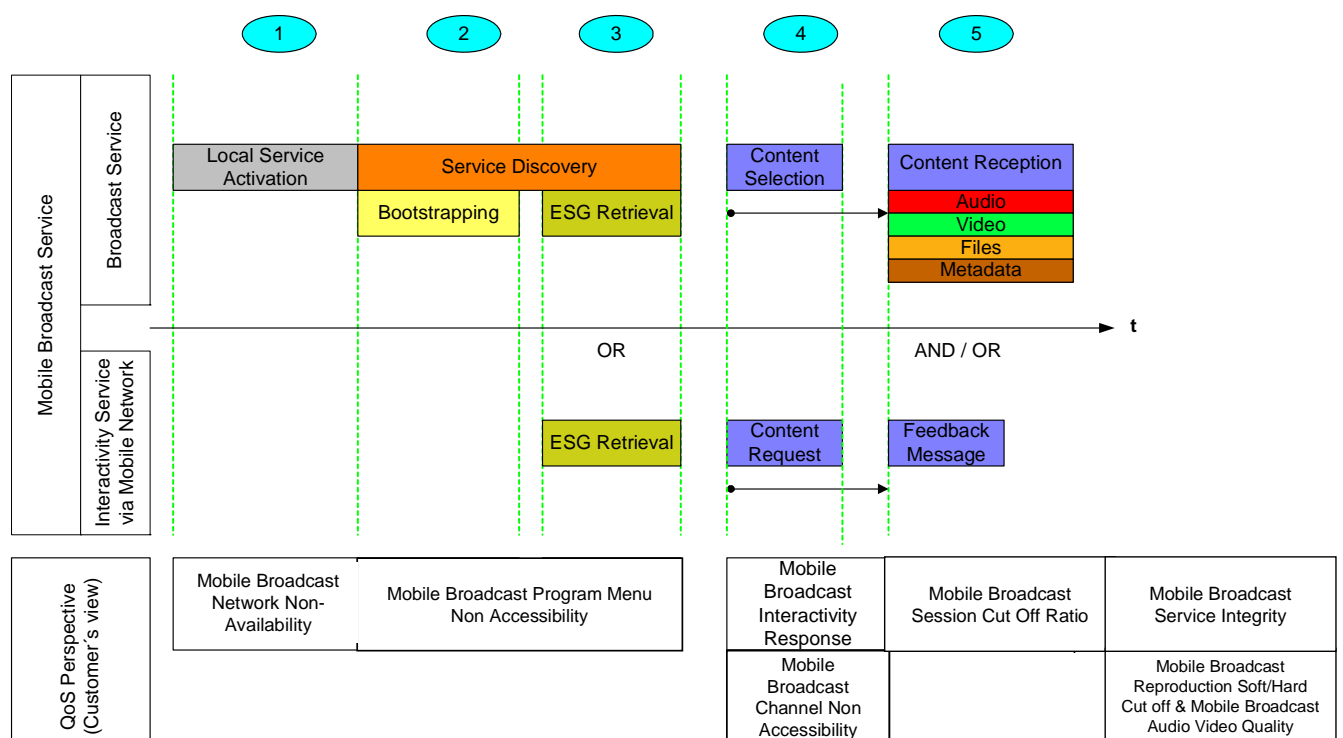 1
2
3
4
5
Mobile Broadcast Service
Broadcast Service
Local Service
Activation
Service Discovery
Bootstrapping
ESG Retrieval
Content
Selection
Content Reception
Audio
Video
Files
Metadata
t
OR
AND / OR
Interactivity Service
via Mobile Network
ESG Retrieval
Content
Request
Feedback
Message
QoS Perspective
(Customer´s view)
Mobile Broadcast
Network Non-
Availability
Mobile Broadcast Program Menu
Non Accessibility
Mobile
Broadcast
Interactivity
Response
Mobile Broadcast
Session Cut Off Ratio
Mobile Broadcast
Service Integrity
Mobile
Broadcast
Channel Non
Accessibility
Mobile Broadcast
Reproduction Soft/Hard
Cut off & Mobile Broadcast
Audio Video Quality